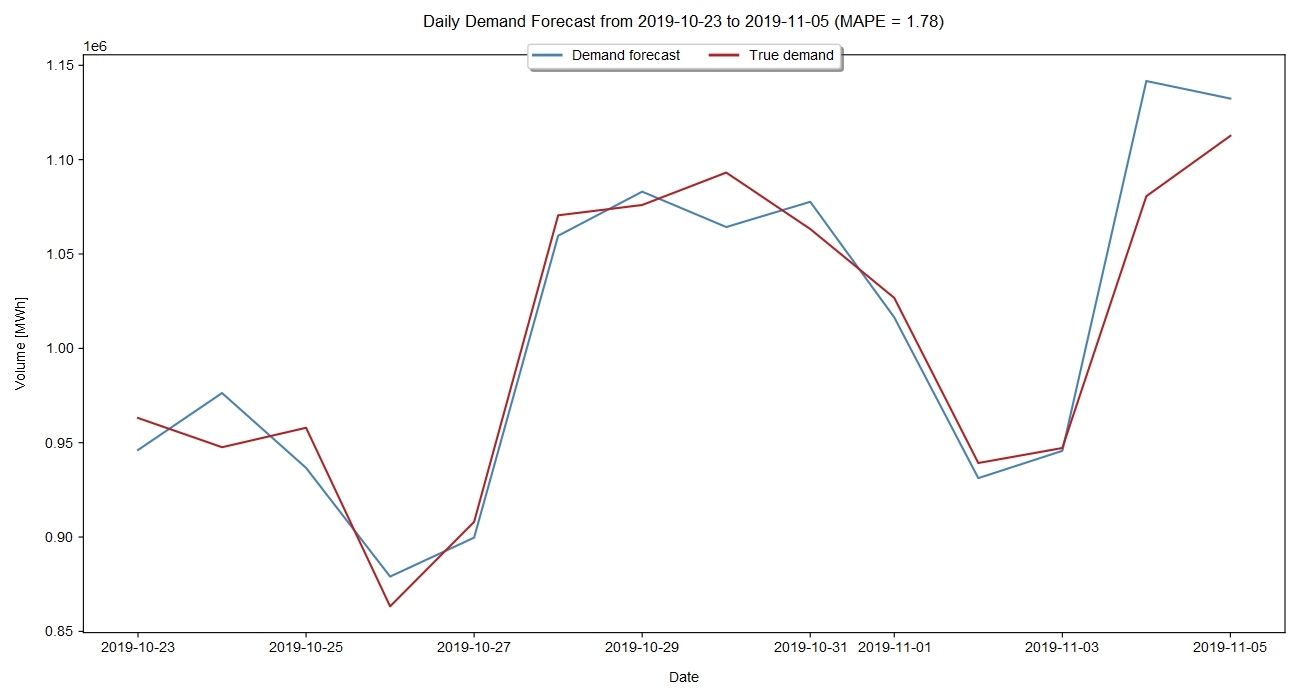 Daily Demand Forecast from 2019-10-23 to 2019-11-05 (MAPE = 1.78)
1e6
Demand forecast True demand
1.15
1.10
1.05
1.00
0.95
0.90
0.85
Volume [MWh]
2019-10-23 2019-10-25 2019-10-27 2019-10-29 2019-10-31 2019-11-01 2019-11-03 2019-11-05
Date